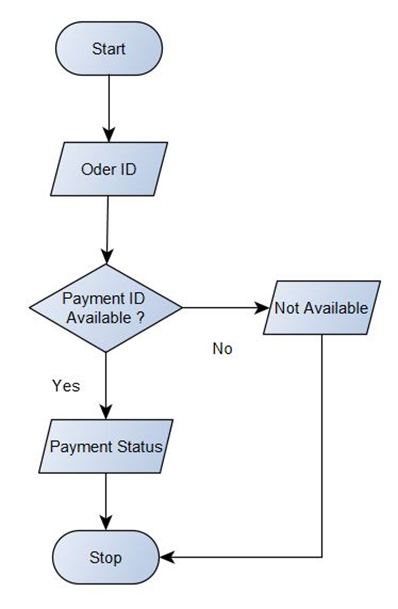 Start
Oder ID
Payment ID
Available ?
Not Available
No
Yes
Payment Status
Stop